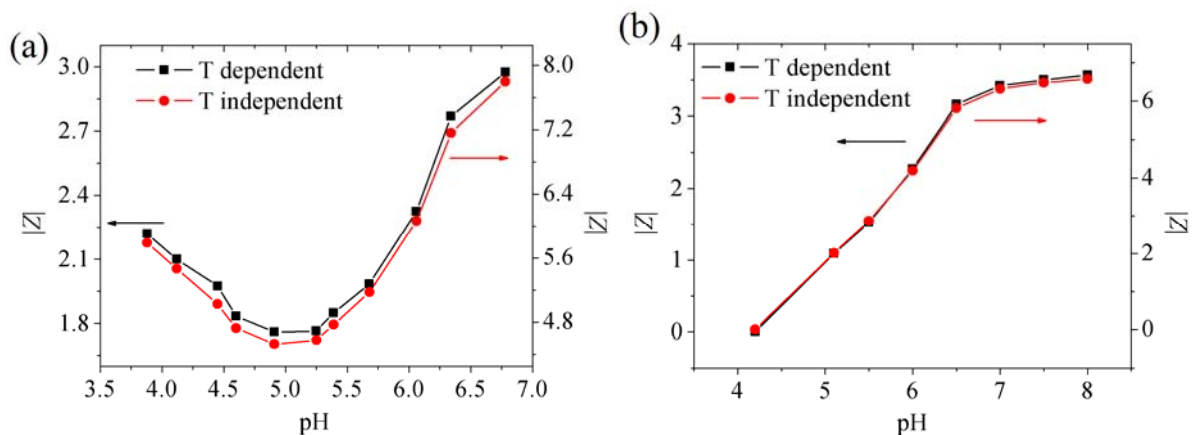 (a)
T dependent
T independent
3.0
2.7
2.4
2.1
1.8
|Z|
8.0
7.2
6.4
5.6
4.8
|Z|
3.5 4.0 4.5 5.0 5.5 6.0 6.5 7.0
pH
(b)
T dependent
T independent
4
3
2
1
0
|Z|
6
4
2
0
|Z|
4 5 6 7 8
pH